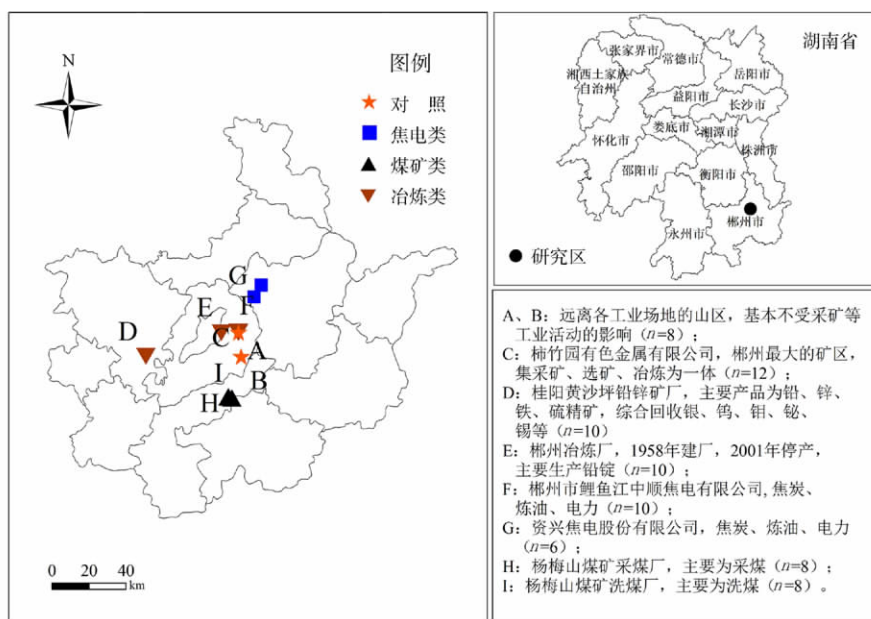 N
图例
对 照
焦电类
煤矿类
冶炼类
G
F
E
D
C
A
I
B
H
0 20 40
km
湖南省
张家界市
常德市
岳阳市
湘西土家族
自治州
益阳市
长沙市
怀化市
娄底市
湘潭市
株洲市
邵阳市
衡阳市
永州市
郴州市
研究区
A、B：远离各工业场地的山区，基本不受采矿等
工业活动的影响（n=8）；
C：柿竹园有色金属有限公司，郴州最大的矿区，
集采矿、选矿、冶炼为一体（n=12）；
D：桂阳黄沙坪铅锌矿厂，主要产品为铅、锌、
铁、硫精矿，综合回收银、钨、钼、铋、
锡等（n=10）
E：郴州冶炼厂，1958年建厂，2001年停产，
主要生产铅锭（n=10）；
F：郴州市鲤鱼江中顺焦电有限公司,焦炭、
炼油、电力（n=10）；
G：资兴焦电股份有限公司，焦炭、炼油、电力
（n=6）；
H：杨梅山煤矿采煤厂，主要为采煤（n=8）；
I：杨梅山煤矿洗煤厂，主要为洗煤（n=8）。